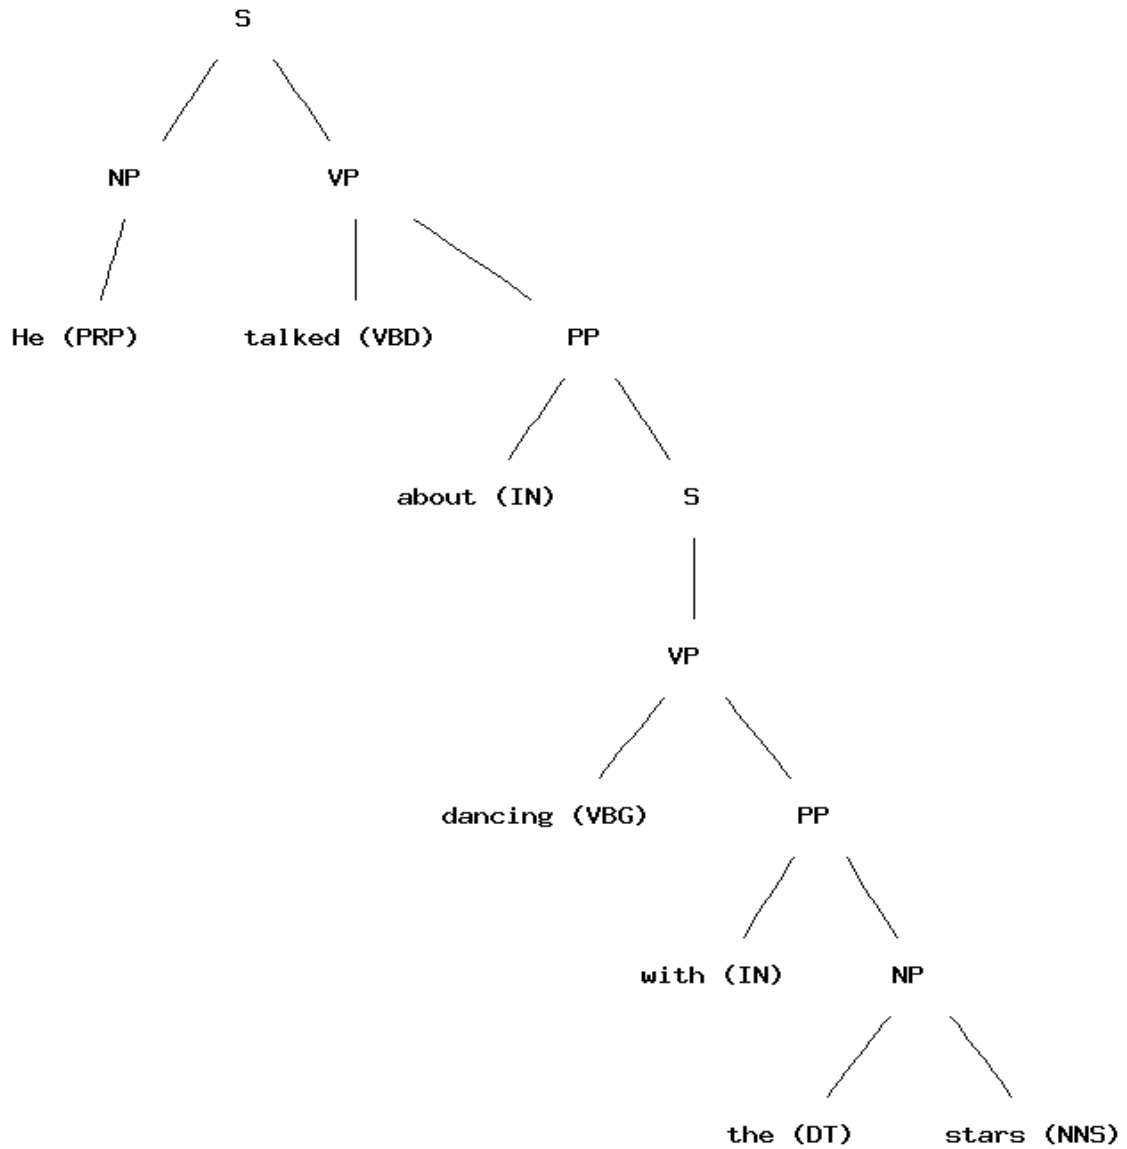 S
NP VP
He (PRP) talked (VBD) PP
about (IN) S
VP
dancing (VBG) PP
with (IN) NP
the (DT) stars (NNS)